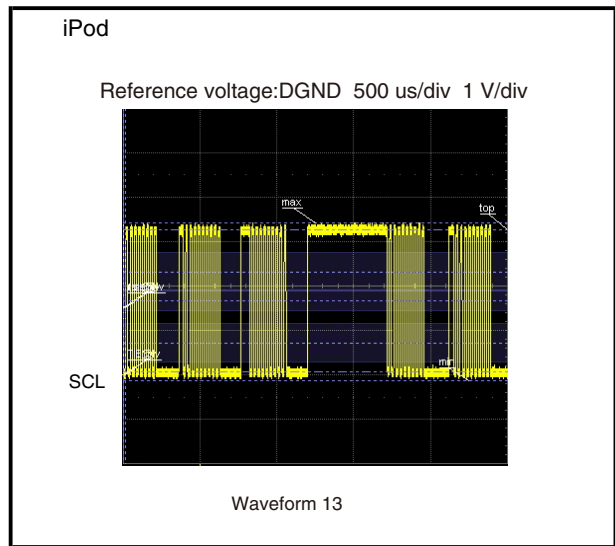 iPod
Reference voltage:DGND 500 us/div 1 V/div
max
top
min
SCL
Waveform 13